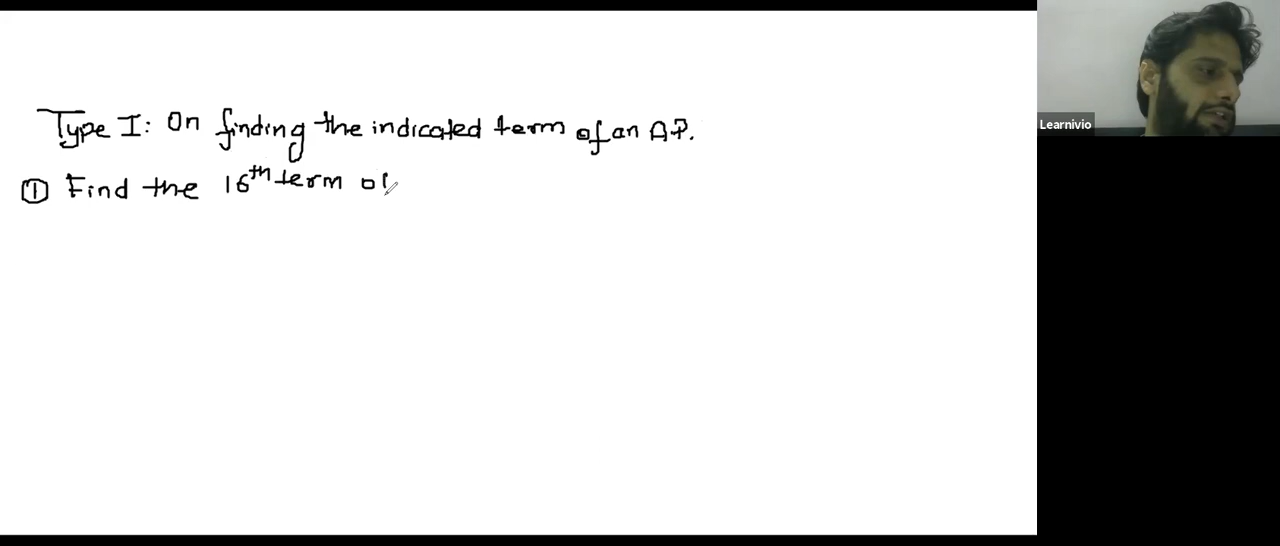 Type I: On finding the indicated term of an A.P.
① Find the 16th term of
Learnivio